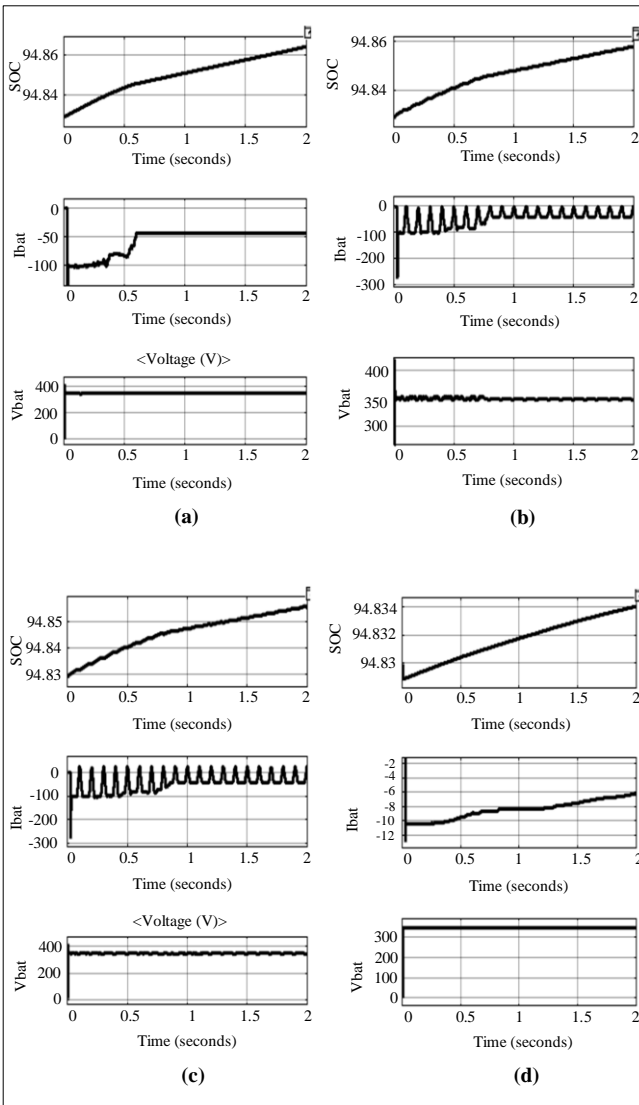 94.86
SOC
94.84
0 0.5 1 1.5 2
Time (seconds)
0
Ibat
-50
-100
0 0.5 1 1.5 2
Time (seconds)
<Voltage (V)>
400
Vbat
200
0
0 0.5 1 1.5 2
Time (seconds)
(a)
94.86
SOC
94.84
0 0.5 1 1.5 2
Time (seconds)
0
Ibat
-100
-200
-300
0 0.5 1 1.5 2
Time (seconds)
400
Vbat
350
300
0 0.5 1 1.5 2
Time (seconds)
(b)
94.85
SOC
94.84
94.83
0 0.5 1 1.5 2
Time (seconds)
0
Ibat
-100
-200
-300
0 0.5 1 1.5 2
Time (seconds)
<Voltage (V)>
400
Vbat
200
0
0 0.5 1 1.5 2
Time (seconds)
(c)
94.834
SOC
94.832
94.83
0 0.5 1 1.5 2
Time (seconds)
-2
-4
Ibat
-6
-8
-10
-12
0 0.5 1 1.5 2
Time (seconds)
300
Vbat
200
100
0
0 0.5 1 1.5 2
Time (seconds)
(d)